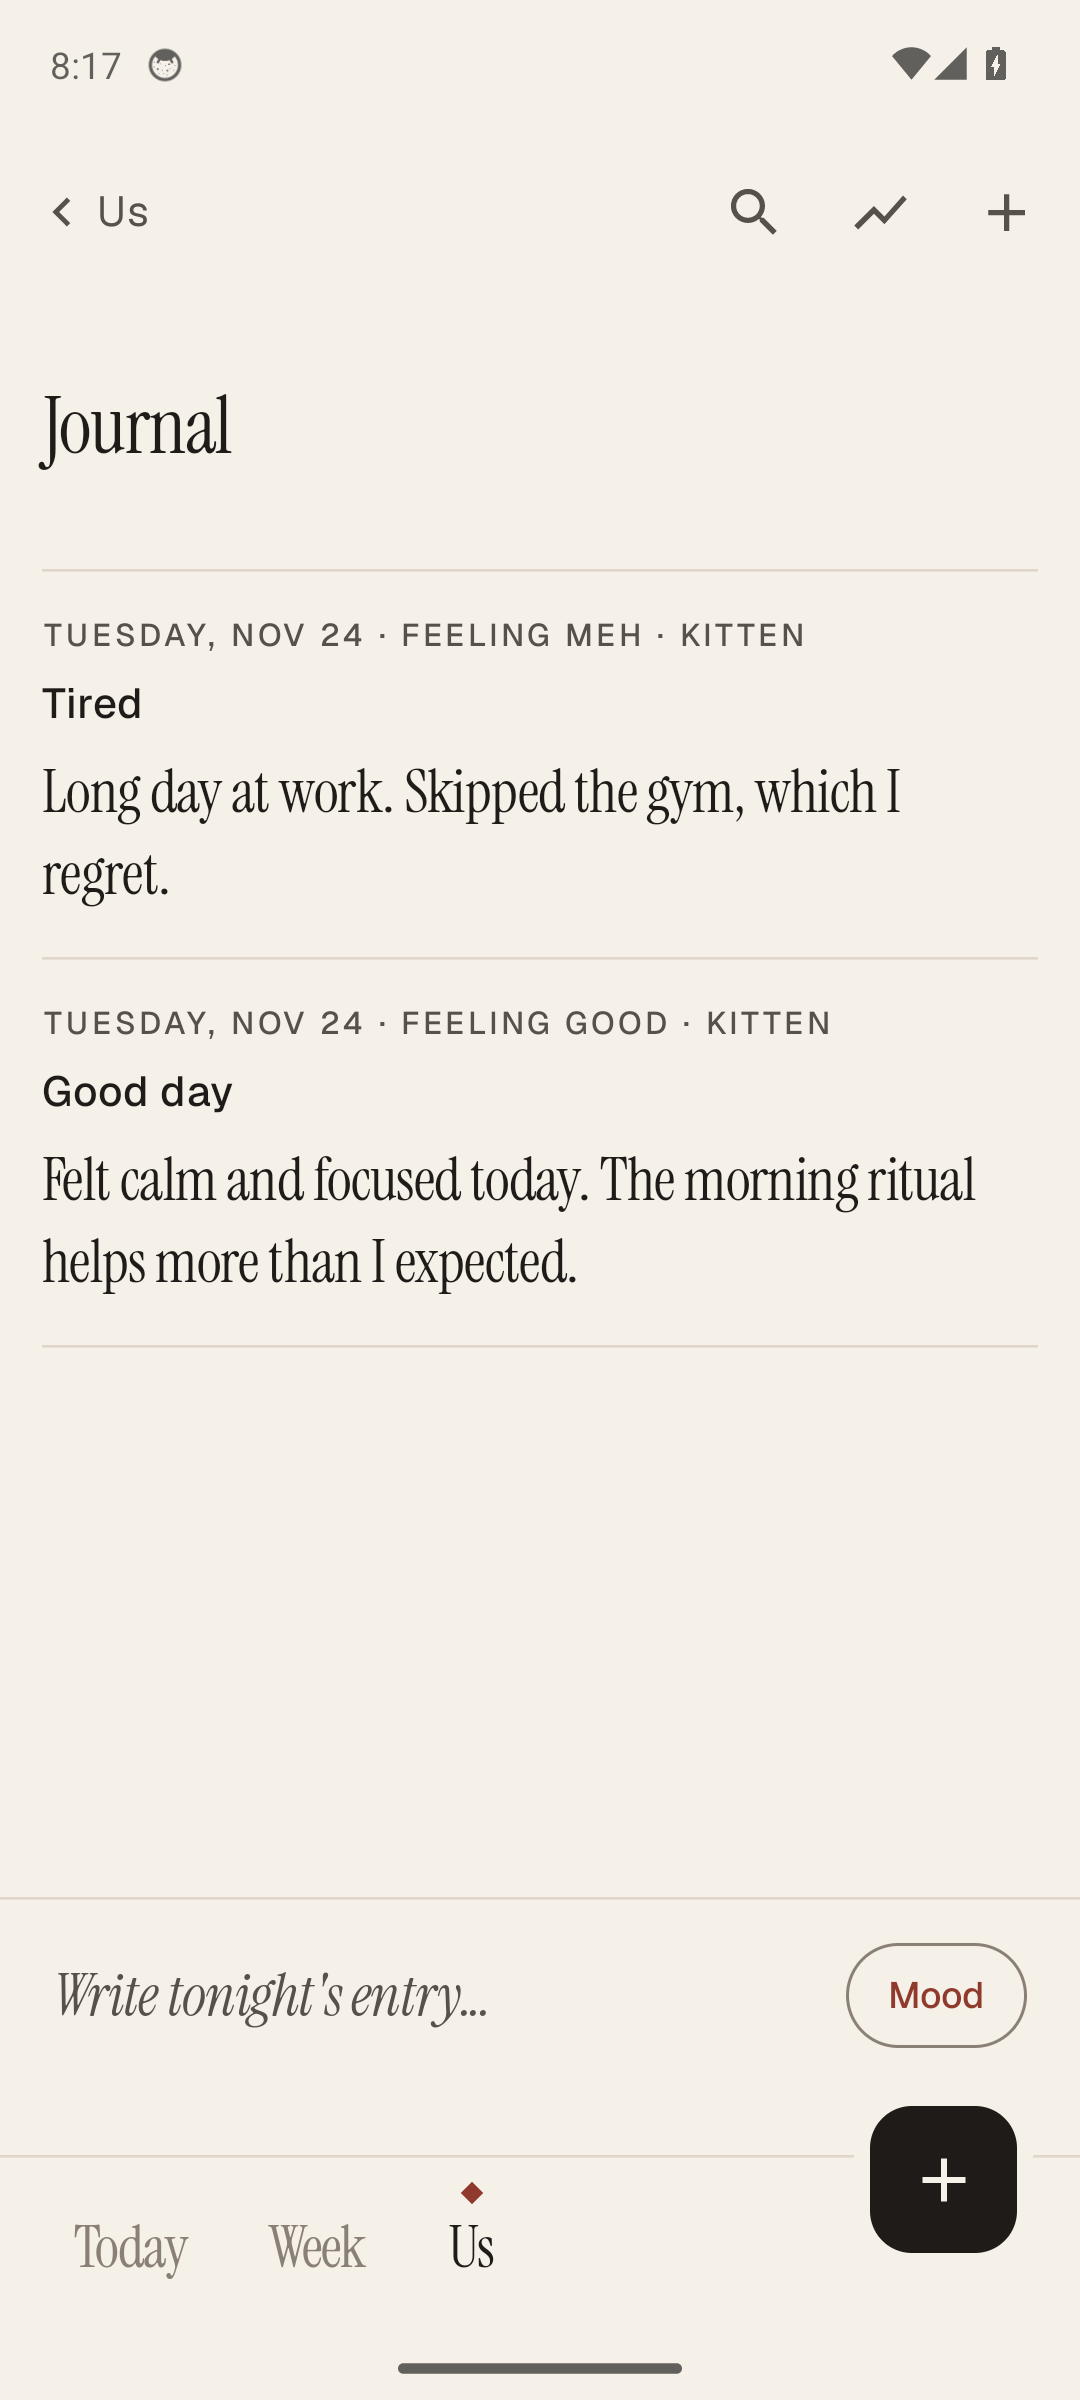 8:17
Us
Journal
TUESDAY, NOV 24 · FEELING MEH · KITTEN
Tired
Long day at work. Skipped the gym, which I
regret.
TUESDAY, NOV 24 · FEELING GOOD · KITTEN
Good day
Felt calm and focused today. The morning ritual
helps more than I expected.
Write tonight's entry...
Mood
Today
Week
Us